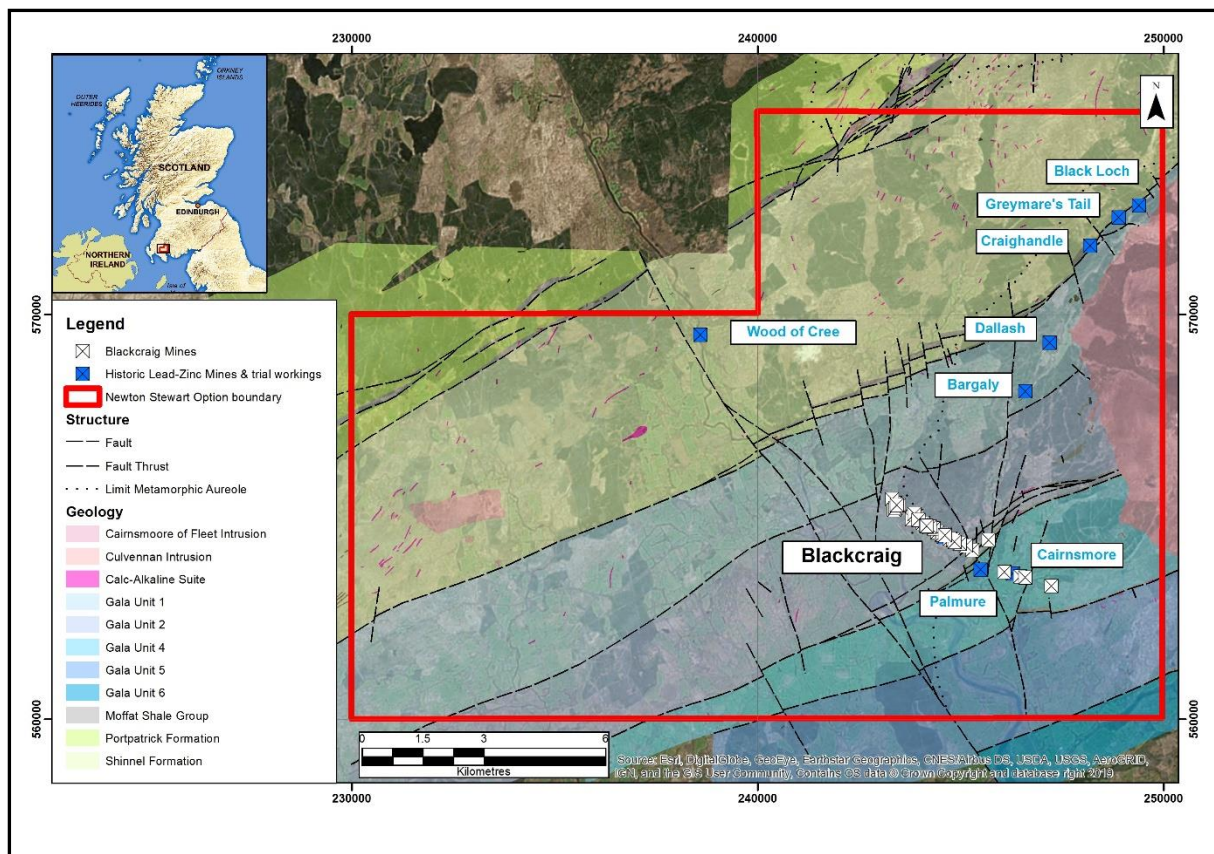 230000
240000
250000
ORKNEY
ISLANDS
OUTER
HEBRIDES
SCOTLAND
EDINBURGH
NORTHERN
IRELAND
Isle of
N
Black Loch
Greymare's Tail
Craighandle
570000
570000
Wood of Cree
Dallash
Bargaly
Blackcraig
Cairnsmore
Palmure
Legend
Blackcraig Mines
Historic Lead-Zinc Mines & trial workings
Newton Stewart Option boundary
Structure
Fault
Fault Thrust
Limit Metamorphic Aureole
Geology
Cairnsmoore of Fleet Intrusion
Culvennan Intrusion
Calc-Alkaline Suite
Gala Unit 1
Gala Unit 2
Gala Unit 4
Gala Unit 5
Gala Unit 6
Moffat Shale Group
Portpatrick Formation
Shinnel Formation
560000
560000
0 1.5 3 6
Kilometres
Source: Esri, DigitalGlobe, GeoEye, Earthstar Geographics, CNES/Airbus DS, USDA, USGS, AeroGRID,
IGN, and the GIS User Community, Contains OS data © Crown Copyright and database right 2019
230000
240000
250000